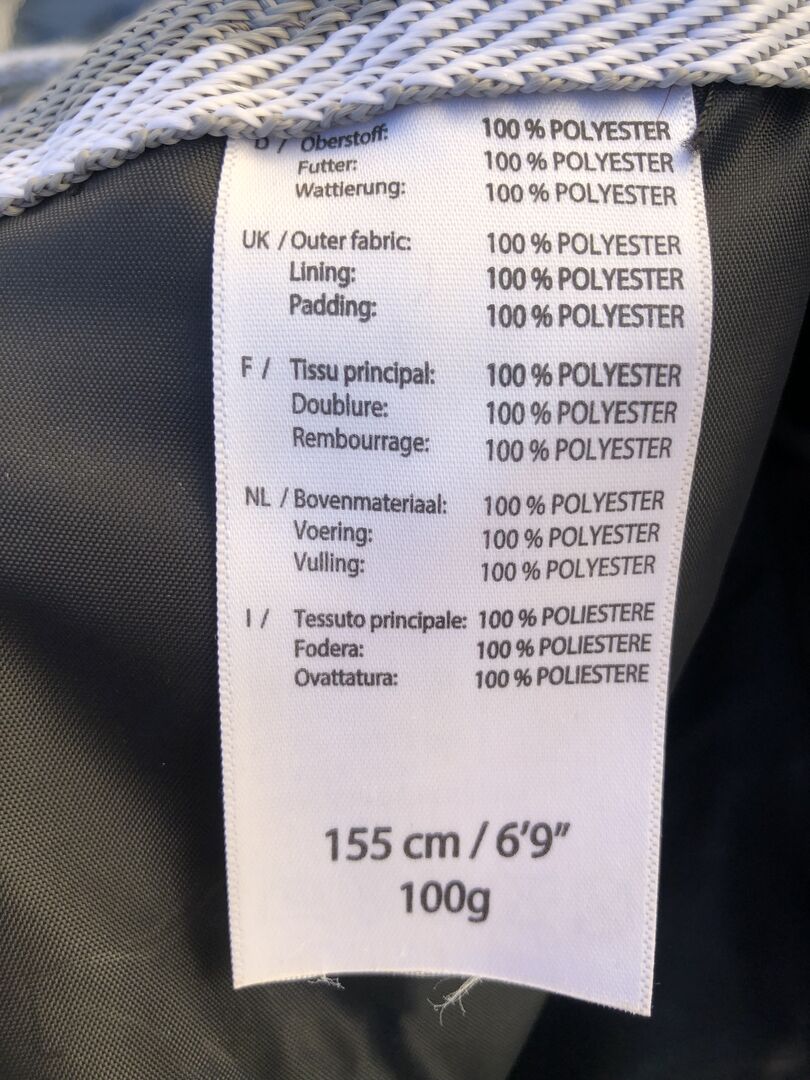 D / Oberstoff: 100 % POLYESTER
Futter: 100 % POLYESTER
Wattierung: 100 % POLYESTER
UK / Outer fabric: 100 % POLYESTER
Lining: 100 % POLYESTER
Padding: 100 % POLYESTER
F / Tissu principal: 100 % POLYESTER
Doublure: 100 % POLYESTER
Rembourrage: 100 % POLYESTER
NL / Bovenmateriaal: 100 % POLYESTER
Voering: 100 % POLYESTER
Vulling: 100 % POLYESTER
I / Tessuto principale: 100 % POLIESTERE
Fodera: 100 % POLIESTERE
Ovattatura: 100 % POLIESTERE
155 cm / 6’9”
100g